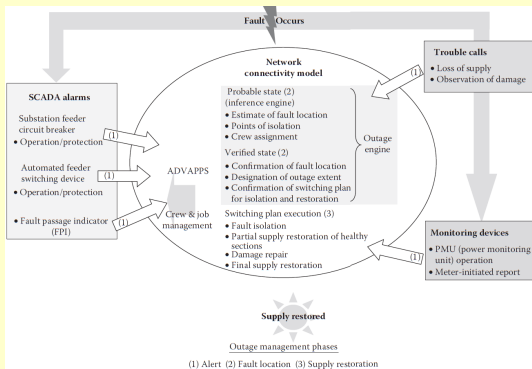 Fault Occurs
Network
connectivity model
Trouble calls
• Loss of supply
• Observation of damage
(1)
SCADA alarms
Substation feeder
circuit breaker
• Operation/protection
(1)
Automated feeder
switching device
• Operation/protection
(1)
• Fault passage indicator
(FPI)
(1)
ADVAPPS
Crew & job
management
Probable state (2)
(inference engine)
• Estimate of fault location
• Points of isolation
• Crew assignment
Verified state (2)
• Confirmation of fault location
• Designation of outage extent
• Confirmation of switching plan
for isolation and restoration
Outage
engine
Switching plan execution (3)
• Fault isolation
• Partial supply restoration of healthy
sections
• Damage repair
• Final supply restoration
(1)
Monitoring devices
• PMU (power monitoring
unit) operation
• Meter-initiated report
Supply restored
Outage management phases
(1) Alert (2) Fault location (3) Supply restoration